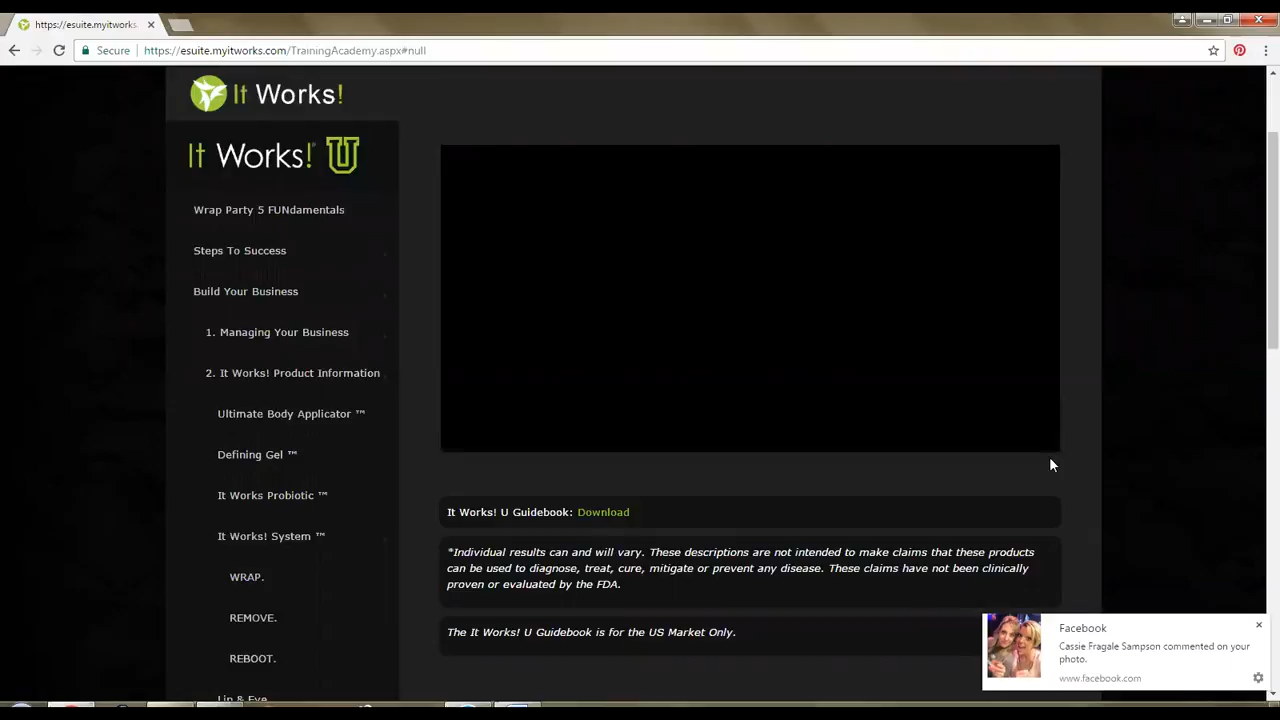 https://esuite.myitworks.
Secure
https://esuite.myitworks.com/TrainingAcademy.aspx#null
It Works!
It Works! U
Wrap Party 5 FUNdamentals
Steps To Success
Build Your Business
1. Managing Your Business
2. It Works! Product Information
Ultimate Body Applicator ™
Defining Gel ™
It Works Probiotic ™
It Works! System ™
WRAP.
REMOVE.
REBOOT.
Lip & Eye
It Works! U Guidebook: Download
*Individual results can and will vary. These descriptions are not intended to make claims that these products
can be used to diagnose, treat, cure, mitigate or prevent any disease. These claims have not been clinically
proven or evaluated by the FDA.
The It Works! U Guidebook is for the US Market Only.
Facebook
Cassie Fragale Sampson commented on your
photo.
www.facebook.com